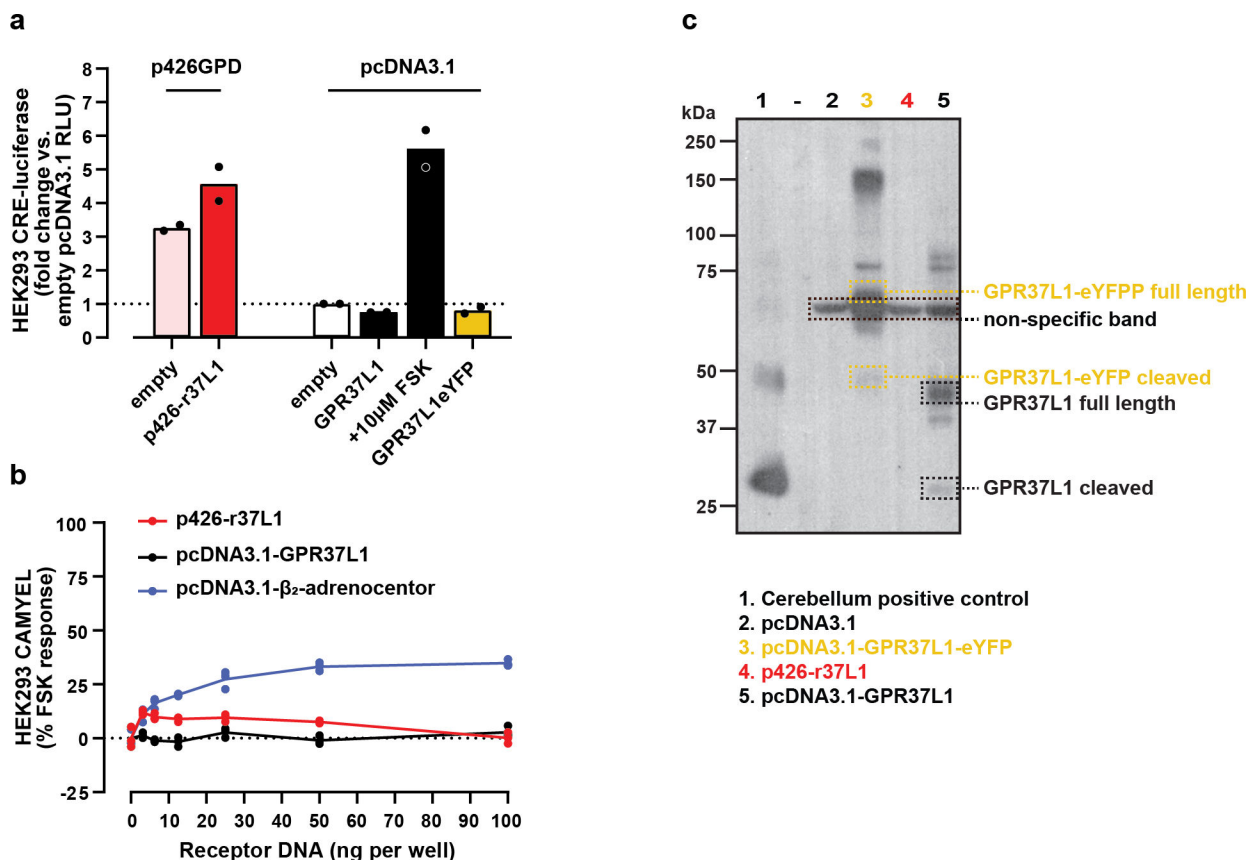 a
p426GPD
pcDNA3.1
HEK293 CRE-luciferase
(fold change vs.
empty pcDNA3.1 RLU)
8
7
6
5
4
3
2
1
0
empty
p426-r37L1
empty
GPR37L1
+10µM FSK
GPR37L1eYFP
b
HEK293 CAMYEL
(% FSK response)
100
75
50
25
0
-25
p426-r37L1
pcDNA3.1-GPR37L1
pcDNA3.1-β₂-adrenocentor
0 10 20 30 40 50 60 70 80 90 100
Receptor DNA (ng per well)
c
kDa
1 - 2 3 4 5
250
150
100
75
50
37
25
GPR37L1-eYFPP full length
non-specific band
GPR37L1-eYFP cleaved
GPR37L1 full length
GPR37L1 cleaved
1. Cerebellum positive control
2. pcDNA3.1
3. pcDNA3.1-GPR37L1-eYFP
4. p426-r37L1
5. pcDNA3.1-GPR37L1